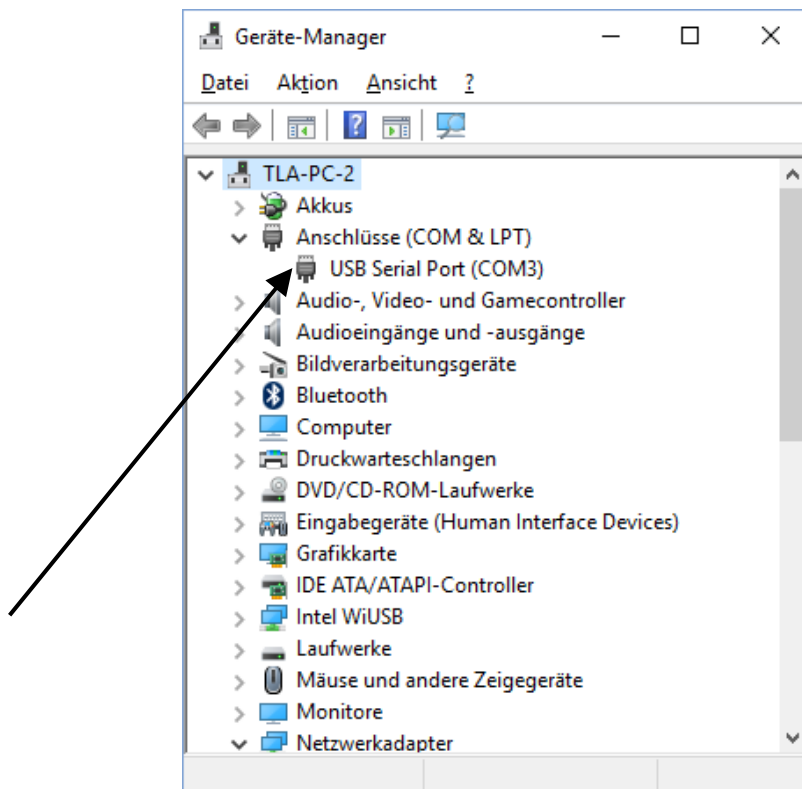 Geräte-Manager
Datei Aktion Ansicht ?
TLA-PC-2
Akkus
Anschlüsse (COM & LPT)
USB Serial Port (COM3)
Audio-, Video- und Gamecontroller
Audioeingänge und -ausgänge
Bildverarbeitungsgeräte
Bluetooth
Computer
Druckwarteschlangen
DVD/CD-ROM-Laufwerke
Eingabegeräte (Human Interface Devices)
Grafikkarte
IDE ATA/ATAPI-Controller
Intel WiUSB
Laufwerke
Mäuse und andere Zeigegeräte
Monitore
Netzwerkadapter